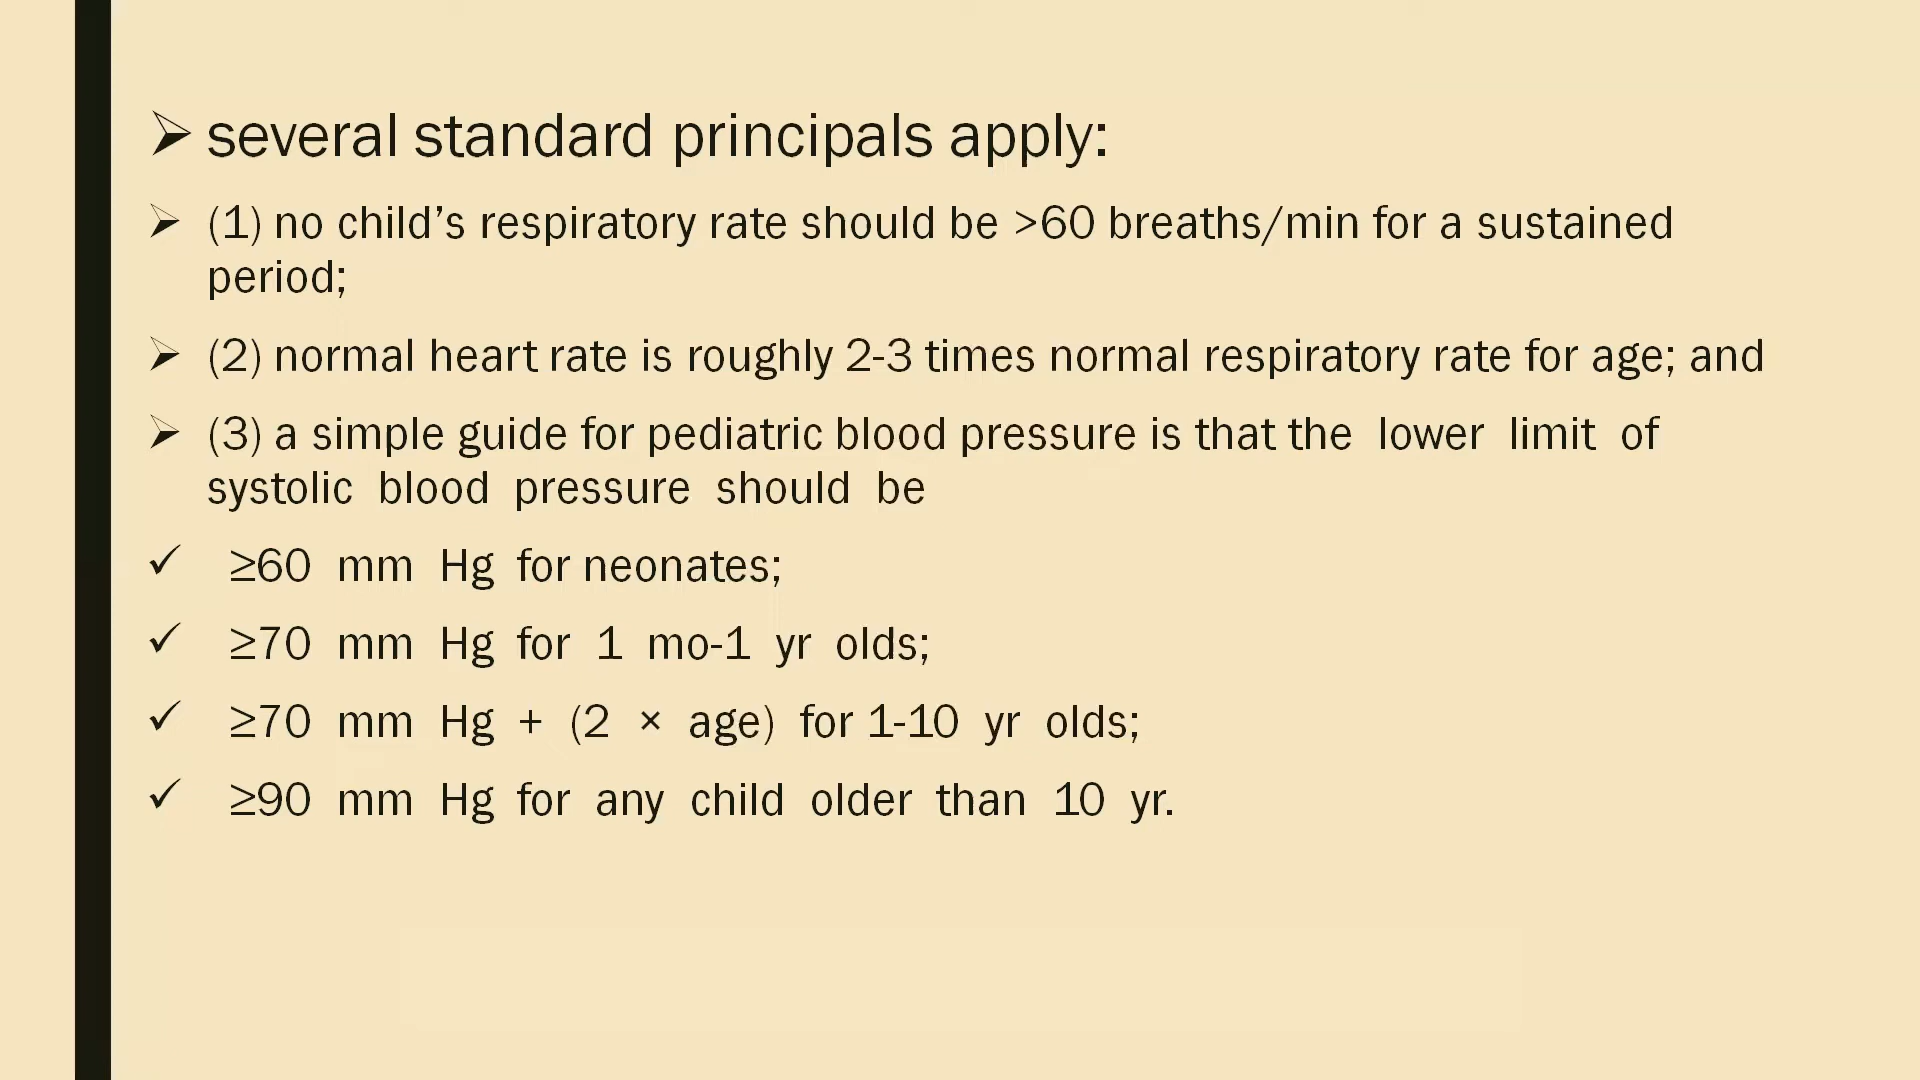 ➢ several standard principals apply:
➢ (1) no child’s respiratory rate should be >60 breaths/min for a sustained
period;
➢ (2) normal heart rate is roughly 2-3 times normal respiratory rate for age; and
➢ (3) a simple guide for pediatric blood pressure is that the lower limit of
systolic blood pressure should be
✓ ≥60 mm Hg for neonates;
✓ ≥70 mm Hg for 1 mo-1 yr olds;
✓ ≥70 mm Hg + (2 × age) for 1-10 yr olds;
✓ ≥90 mm Hg for any child older than 10 yr.